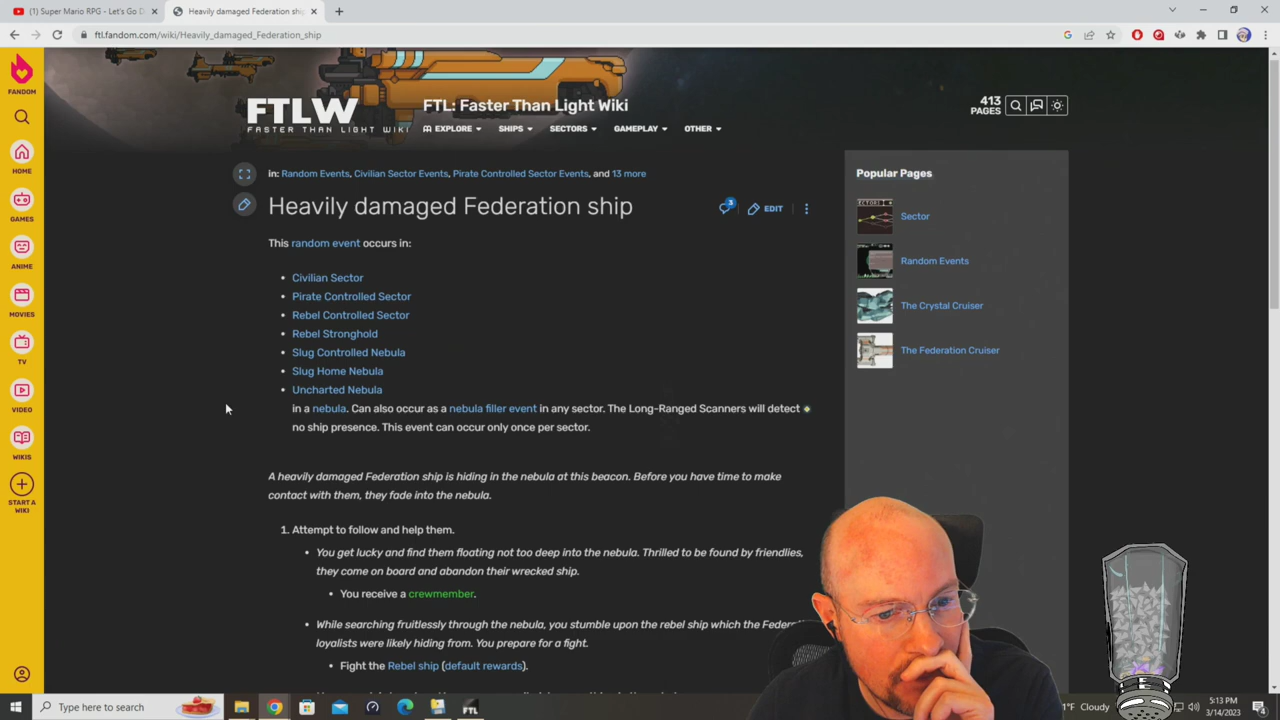 (1) Super Mario RPG - Let's Go D
Heavily damaged Federation ship
ftl.fandom.com/wiki/Heavily_damaged_Federation_ship
FANDOM
HOME
GAMES
ANIME
MOVIES
TV
VIDEO
WIKIS
START A
WIKI
FTLW
FASTER THAN LIGHT WIKI
FTL: Faster Than Light Wiki
413
PAGES
EXPLORE
SHIPS
SECTORS
GAMEPLAY
OTHER
in: Random Events, Civilian Sector Events, Pirate Controlled Sector Events, and 13 more
Heavily damaged Federation ship
3
EDIT
This random event occurs in:
• Civilian Sector
• Pirate Controlled Sector
• Rebel Controlled Sector
• Rebel Stronghold
• Slug Controlled Nebula
• Slug Home Nebula
• Uncharted Nebula
in a nebula. Can also occur as a nebula filler event in any sector. The Long-Ranged Scanners will detect
no ship presence. This event can occur only once per sector.
A heavily damaged Federation ship is hiding in the nebula at this beacon. Before you have time to make
contact with them, they fade into the nebula.
1. Attempt to follow and help them.
• You get lucky and find them floating not too deep into the nebula. Thrilled to be found by friendlies,
they come on board and abandon their wrecked ship.
• You receive a crewmember.
• While searching fruitlessly through the nebula, you stumble upon the rebel ship which the Feder
loyalists were likely hiding from. You prepare for a fight.
• Fight the Rebel ship (default rewards).
Popular Pages
Sector
Random Events
The Crystal Cruiser
The Federation Cruiser
Type here to search
FTL
1°F Cloudy
5:13 PM
3/14/2023
4